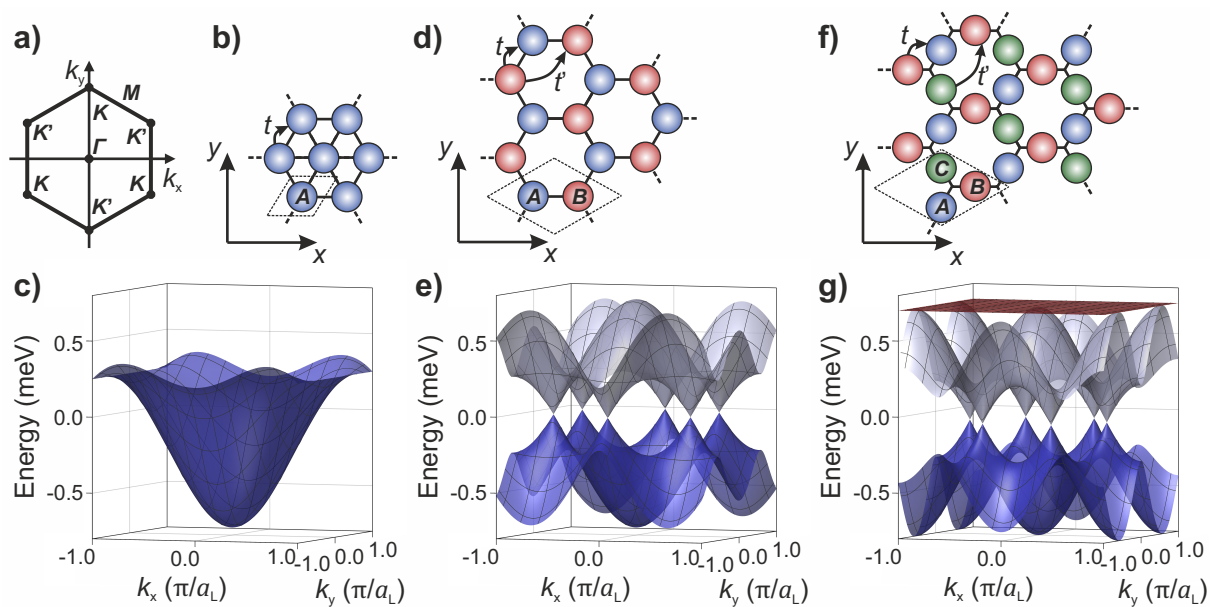 a)
k_y
M
K
K'
K'
Γ
k_x
K
K
K'
b)
t
y
A
x
d)
t
t'
y
A
B
x
f)
t
t'
y
C
B
A
x
c)
Energy (meV)
0.5
0.0
-0.5
-1.0
0.0
1.0
-1.0
0.0
1.0
k_x (π/a_L)
k_y (π/a_L)
e)
Energy (meV)
0.5
0.0
-0.5
-1.0
0.0
1.0
-1.0
0.0
1.0
k_x (π/a_L)
k_y (π/a_L)
g)
Energy (meV)
0.5
0.0
-0.5
-1.0
0.0
1.0
-1.0
0.0
1.0
k_x (π/a_L)
k_y (π/a_L)